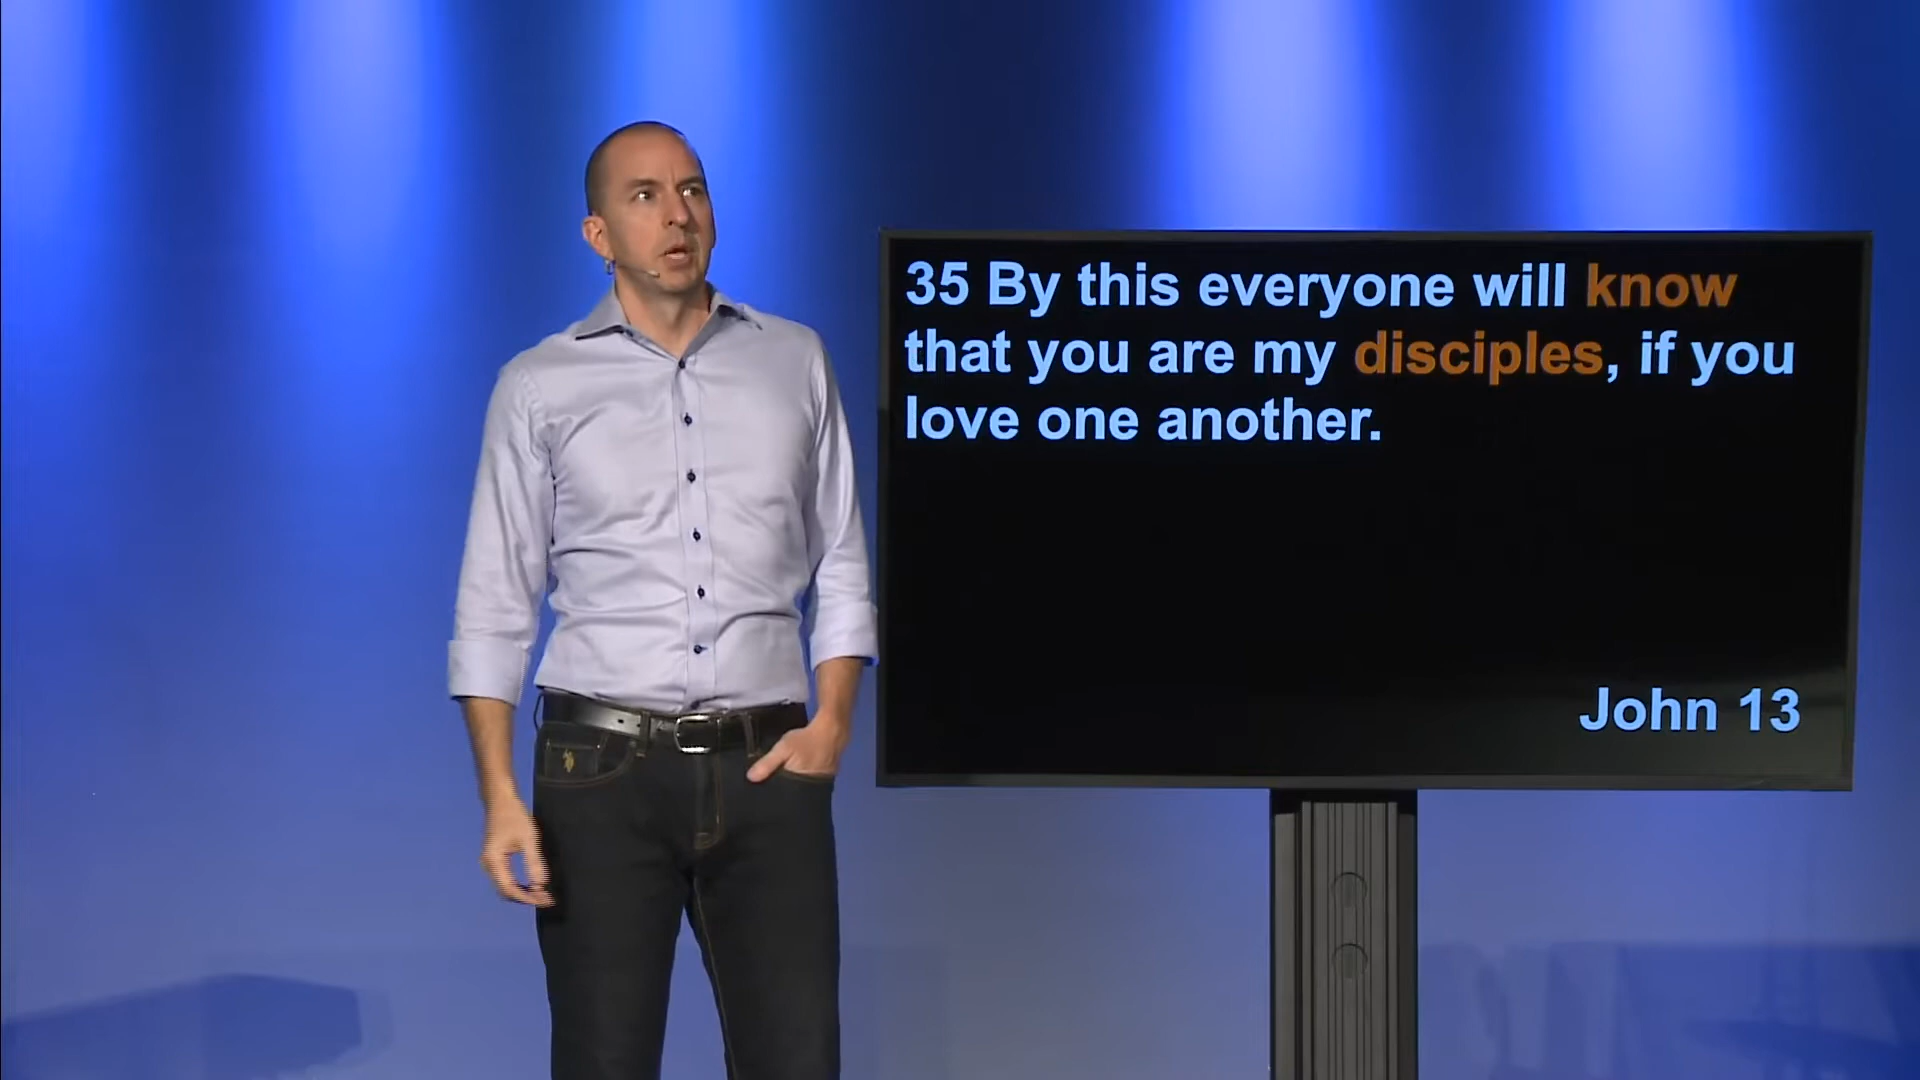 35 By this everyone will know
that you are my disciples, if you
love one another.
John 13